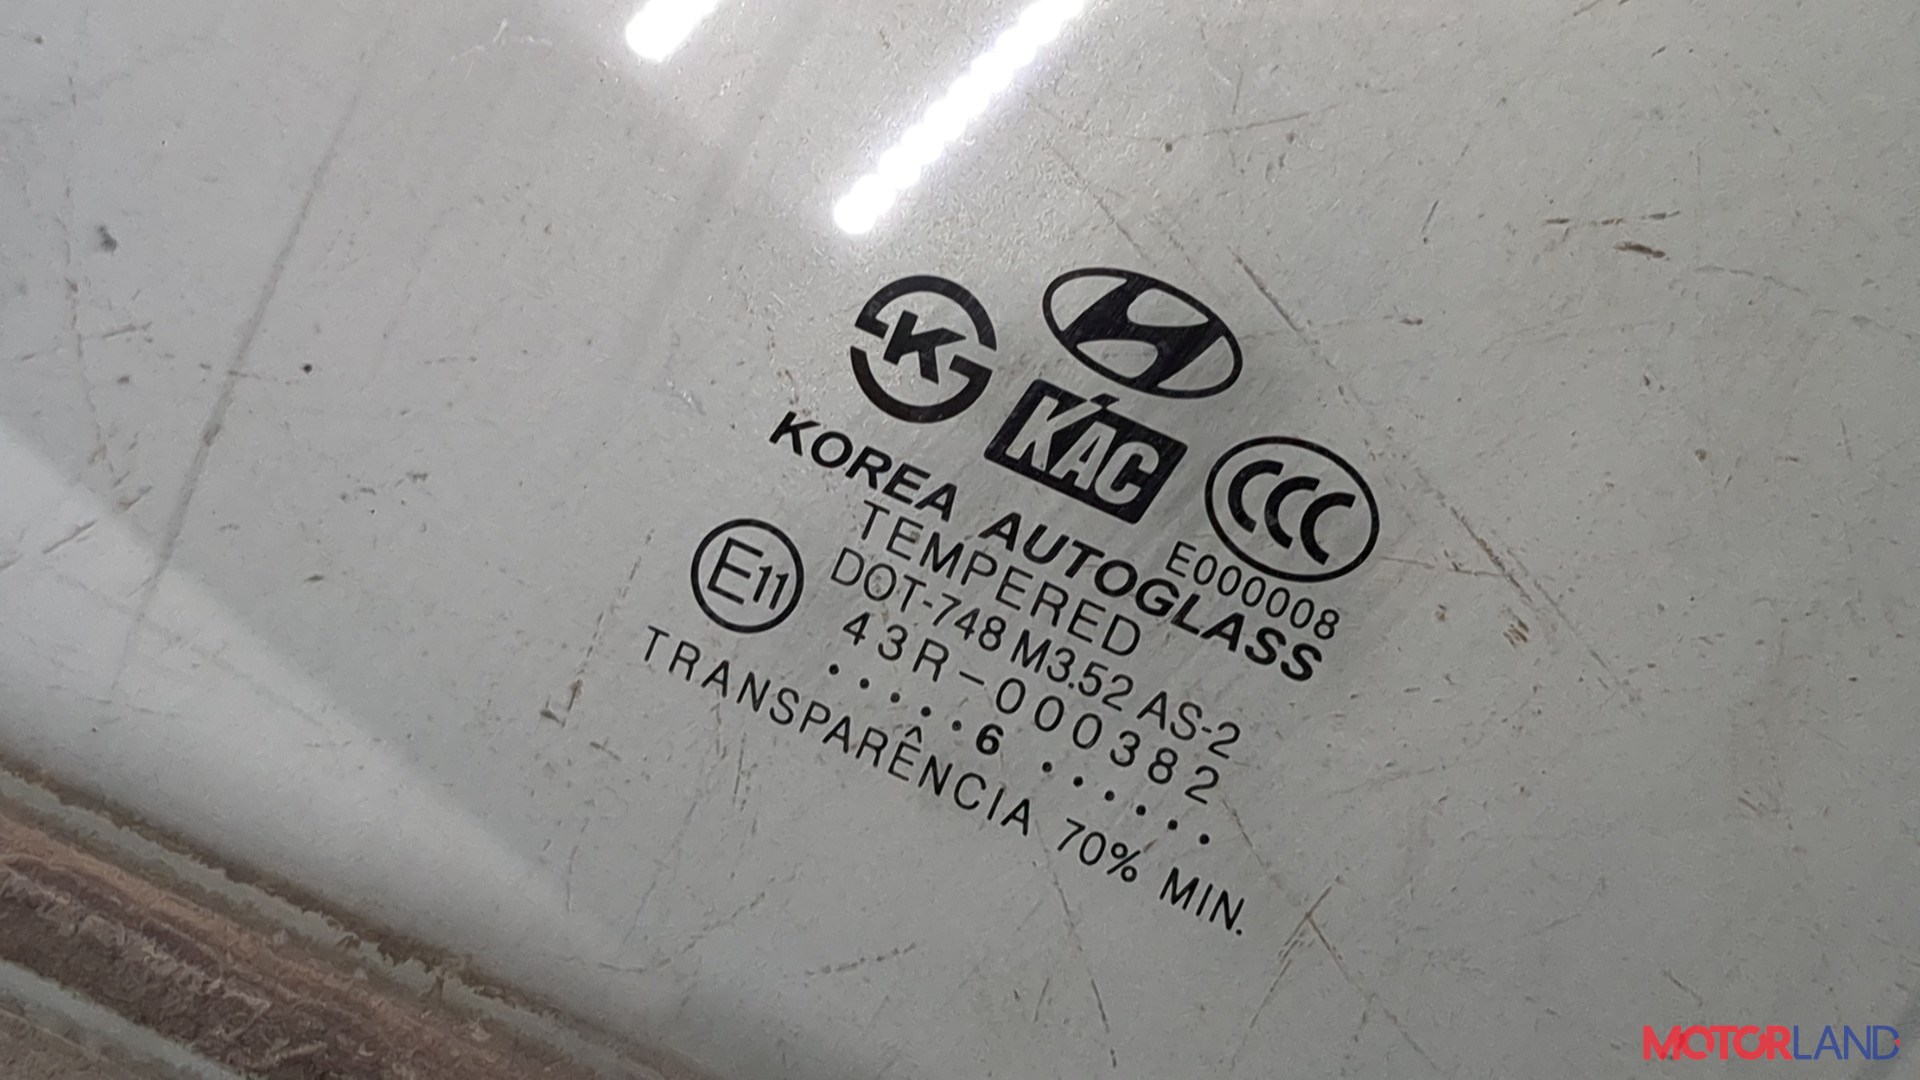 K
KAC
CCC
E000008
KOREA AUTOGLASS
TEMPERED
E11
DOT-748 M3.52 AS-2
43R-000382
.....6......
TRANSPARÊNCIA 70% MIN.
MOTORLAND